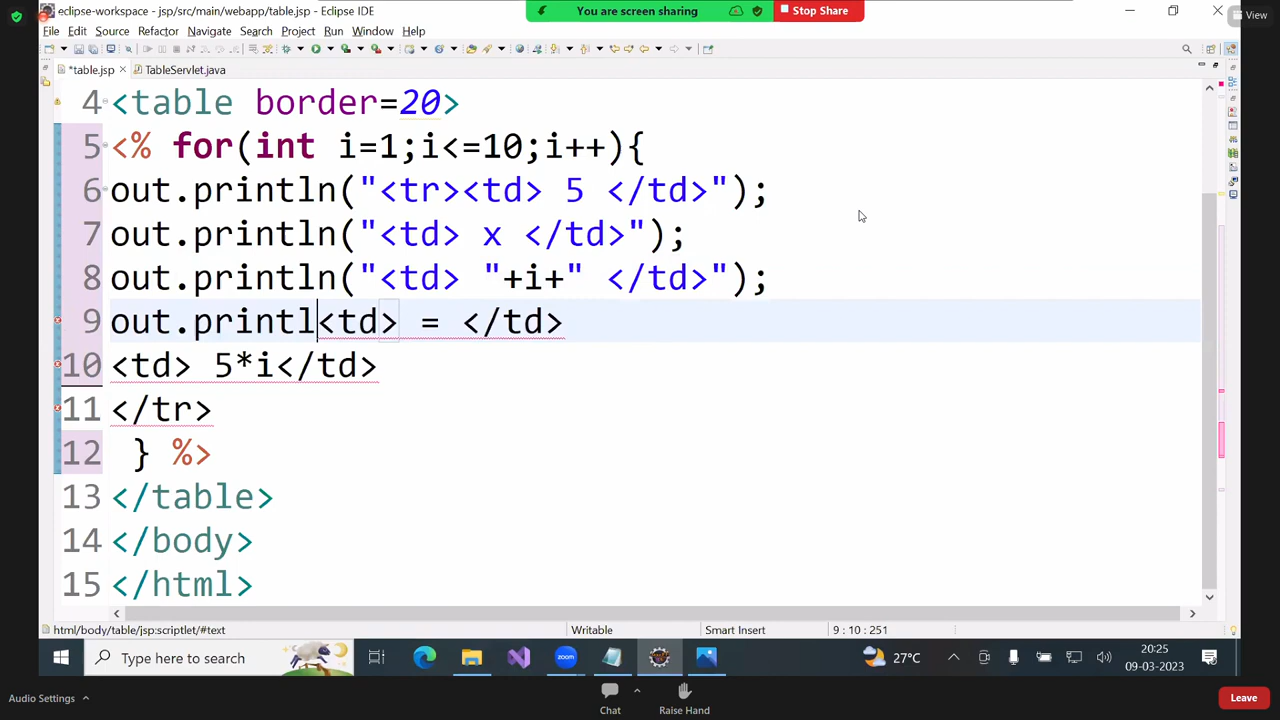 eclipse-workspace - jsp/src/main/webapp/table.jsp - Eclipse IDE
You are screen sharing
Stop Share
View
File Edit Source Refactor Navigate Search Project Run Window Help
*table.jsp
TableServlet.java
4 <table border=20>
5 <% for(int i=1;i<=10;i++){
6 out.println("<tr><td> 5 </td>");
7 out.println("<td> x </td>");
8 out.println("<td> "+i+" </td>");
9 out.printl<td> = </td>
10 <td> 5*i</td>
11 </tr>
12 } %>
13 </table>
14 </body>
15 </html>
html/body/table/jsp:scriptlet/#text
Writable
Smart Insert
9 : 10 : 251
Type here to search
zoom
27°C
20:25
09-03-2023
Audio Settings
Chat
Raise Hand
Leave